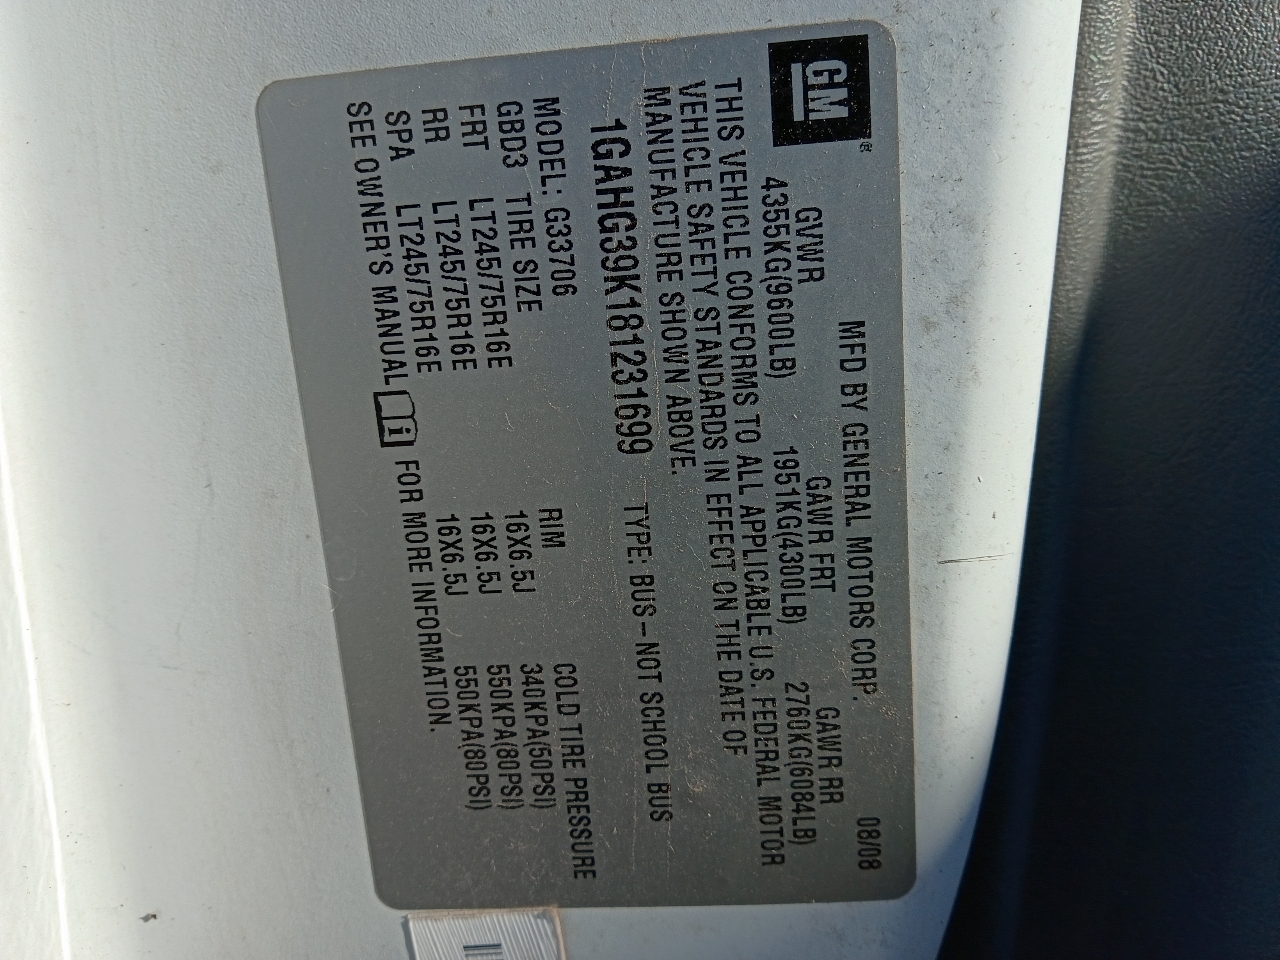 GM
MFD BY GENERAL MOTORS CORP. 08/08
GVWR GAWR FRT GAWR RR
4355KG(9600LB) 1951KG(4300LB) 2760KG(6084LB)
THIS VEHICLE CONFORMS TO ALL APPLICABLE U.S. FEDERAL MOTOR
VEHICLE SAFETY STANDARDS IN EFFECT ON THE DATE OF
MANUFACTURE SHOWN ABOVE.
1GAHG39K181231699 TYPE: BUS-NOT SCHOOL BUS
MODEL: G33706
GBD3 TIRE SIZE RIM COLD TIRE PRESSURE
FRT LT245/75R16E 16X6.5J 340KPA(50PSI)
RR LT245/75R16E 16X6.5J 550KPA(80PSI)
SPA LT245/75R16E 16X6.5J 550KPA(80PSI)
SEE OWNER'S MANUAL i FOR MORE INFORMATION.